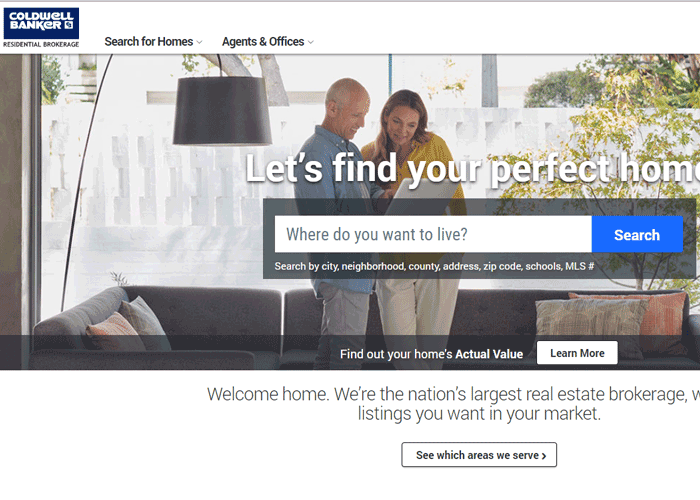 COLDWELL
BANKER
RESIDENTIAL BROKERAGE
Search for Homes
Agents & Offices
Let's find your perfect home
Where do you want to live?
Search
Search by city, neighborhood, county, address, zip code, schools, MLS #
Find out your home's Actual Value
Learn More
Welcome home. We're the nation's largest real estate brokerage,
listings you want in your market.
See which areas we serve